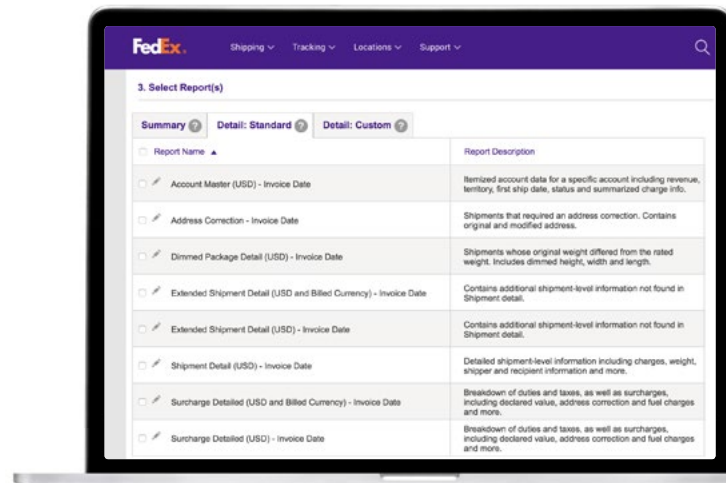 FedEx.
Shipping Tracking Locations Support
3. Select Report(s)
Summary ? Detail: Standard ? Detail: Custom ?
Report Name ▲ Report Description
Account Master (USD) - Invoice Date
Itemized account data for a specific account including revenue,
territory, first ship date, status and summarized charge info.
Address Correction - Invoice Date
Shipments that required an address correction. Contains
original and modified address.
Dimmed Package Detail (USD) - Invoice Date
Shipments whose original weight differed from the rated
weight. Includes dimmed height, width and length.
Extended Shipment Detail (USD and Billed Currency) - Invoice Date
Contains additional shipment-level information not found in
Shipment detail.
Extended Shipment Detail (USD) - Invoice Date
Contains additional shipment-level information not found in
Shipment detail.
Shipment Detail (USD) - Invoice Date
Detailed shipment-level information including charges, weight,
shipper and recipient information and more.
Surcharge Detailed (USD and Billed Currency) - Invoice Date
Breakdown of duties and taxes, as well as surcharges,
including declared value, address correction and fuel charges
and more.
Surcharge Detailed (USD) - Invoice Date
Breakdown of duties and taxes, as well as surcharges,
including declared value, address correction and fuel charges
and more.